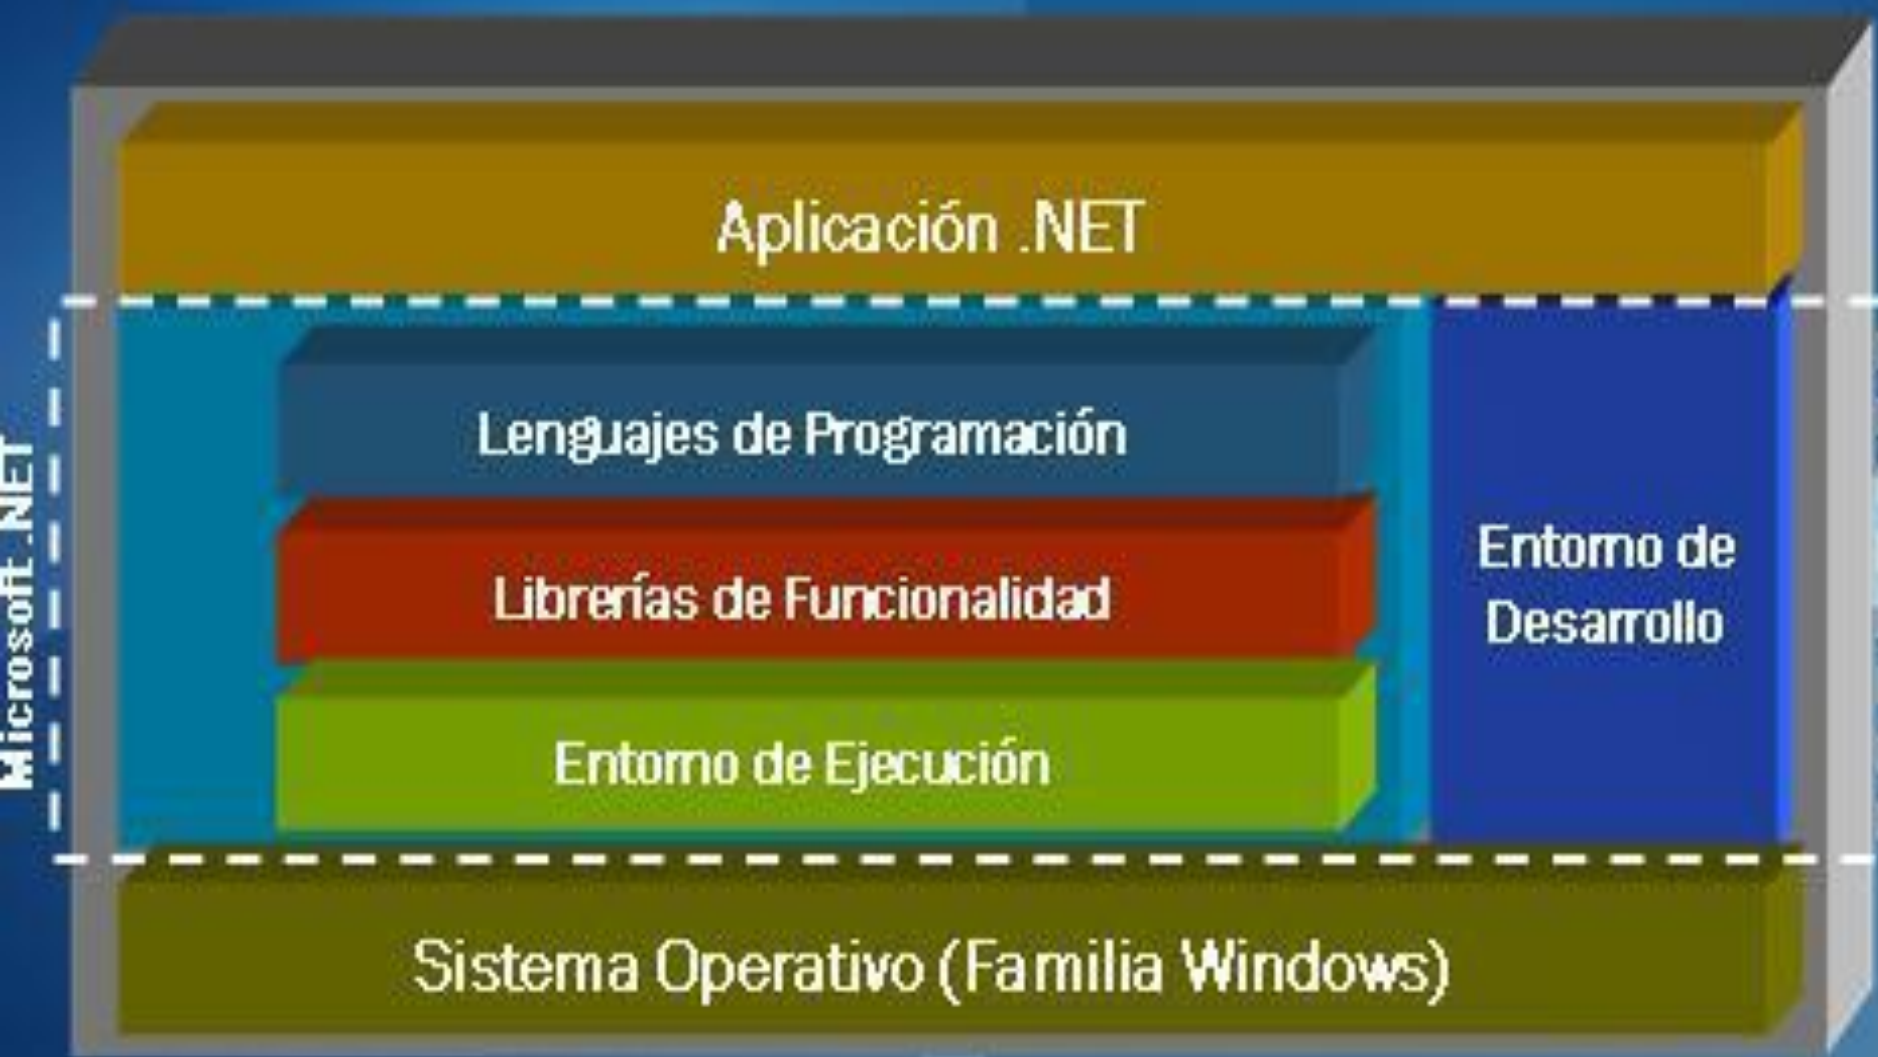 Aplicación .NET
Microsoft .NET
Lenguajes de Programación
Librerías de Funcionalidad
Entorno de Ejecución
Entorno de
Desarrollo
Sistema Operativo (Familia Windows)